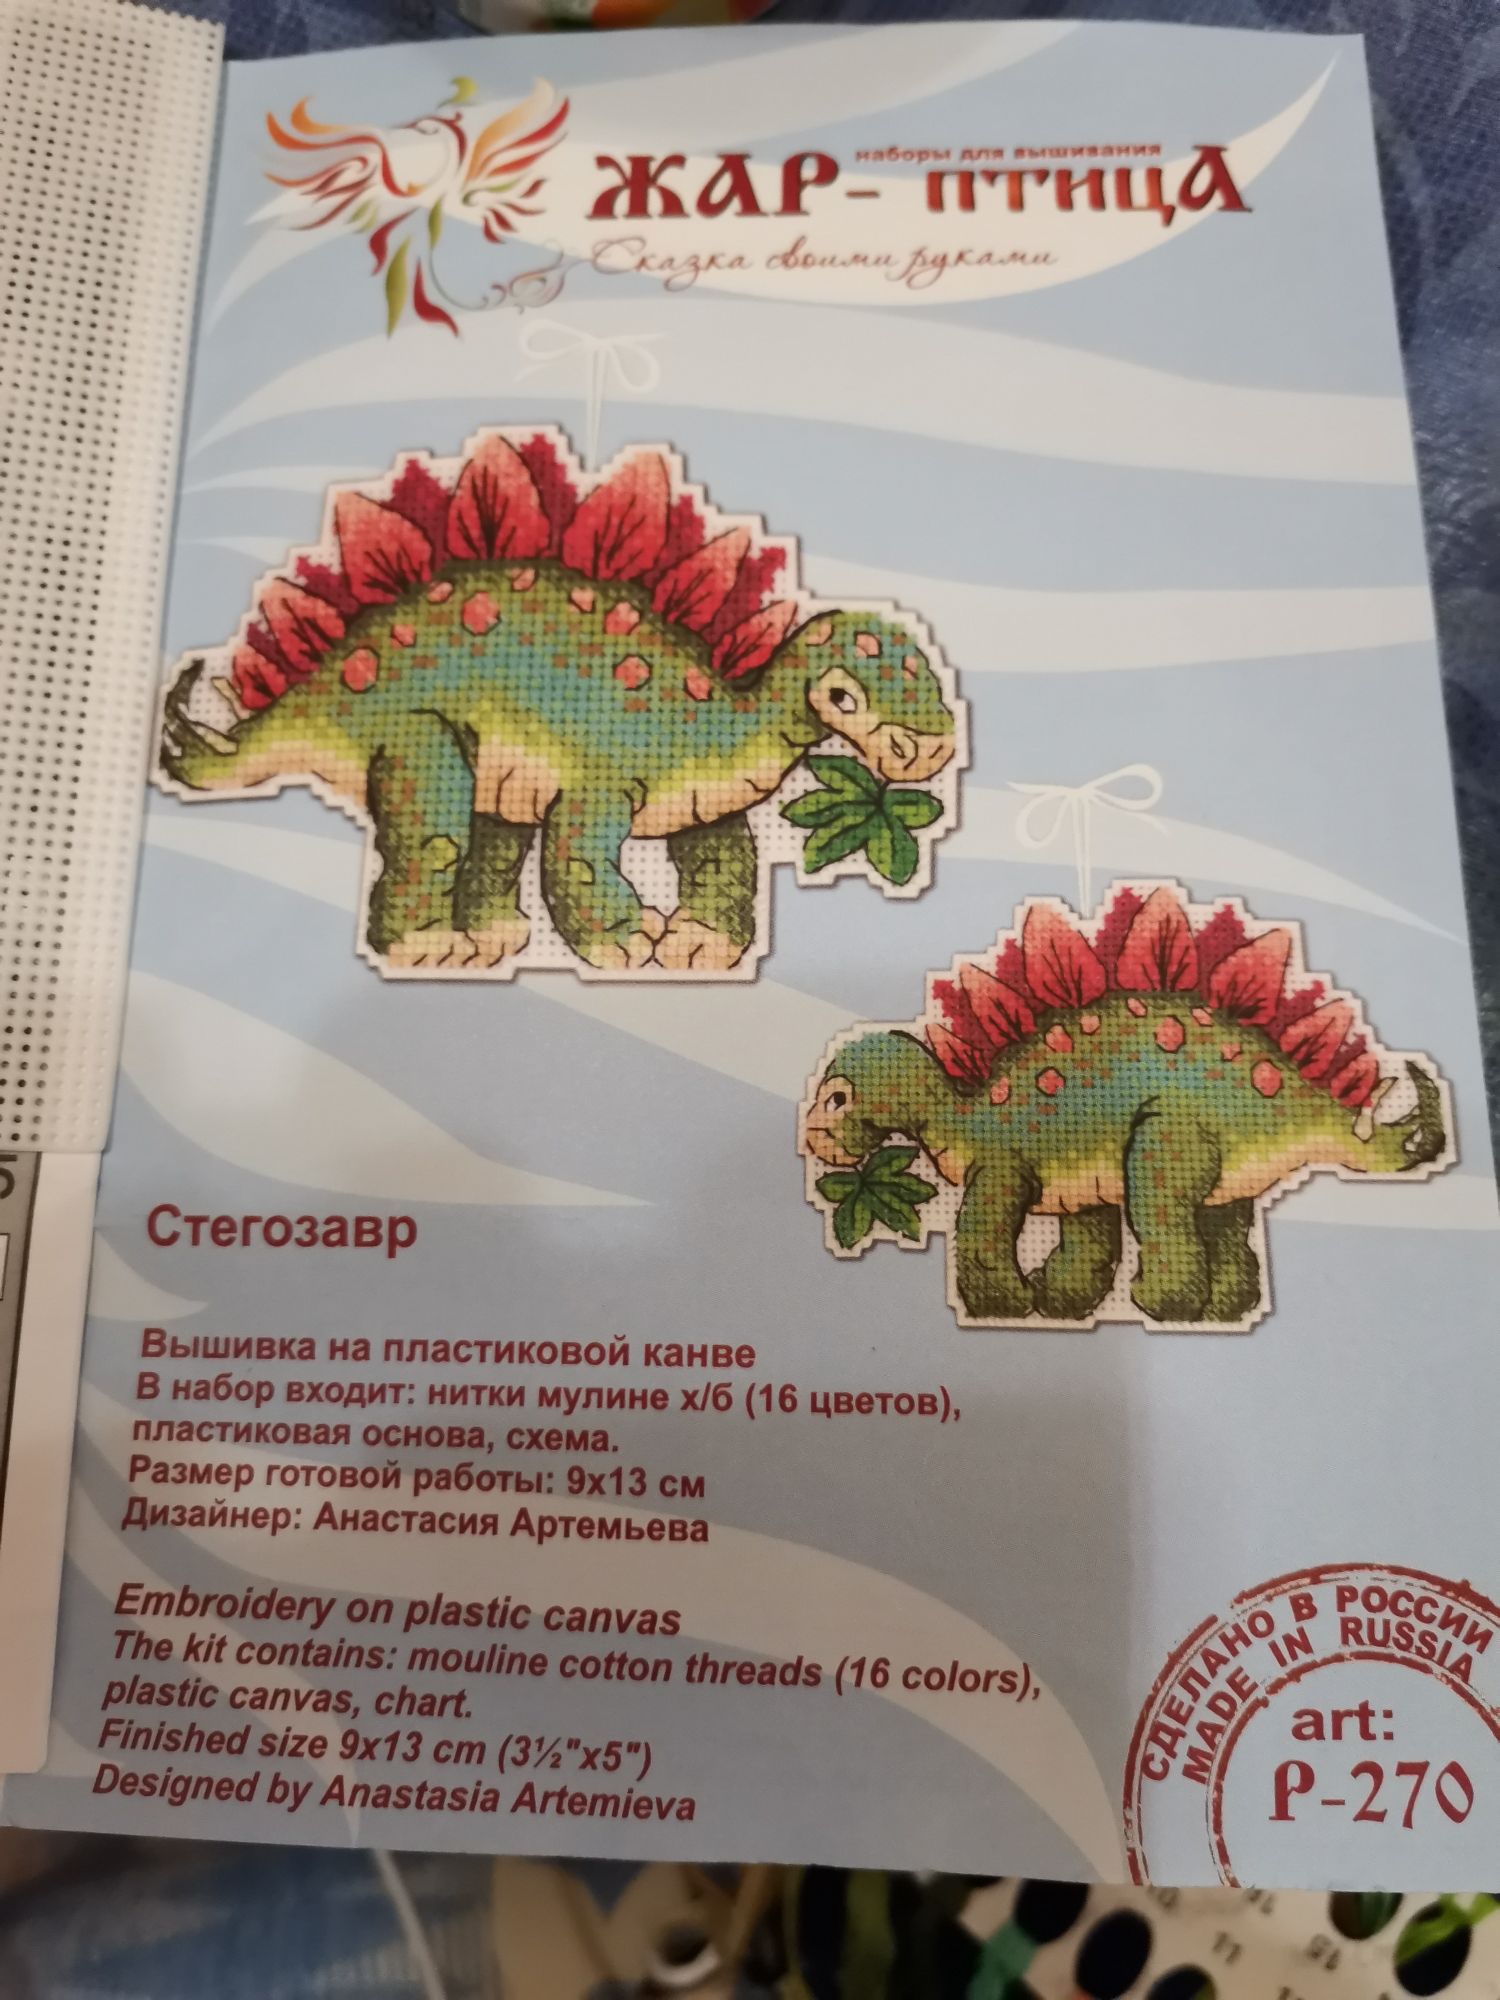 наборы для вышивания
ЖАР-ПТИЦА
Сказка своими руками
Стегозавр
Вышивка на пластиковой канве
В набор входит: нитки мулине х/б (16 цветов),
пластиковая основа, схема.
Размер готовой работы: 9х13 см
Дизайнер: Анастасия Артемьева
Embroidery on plastic canvas
The kit contains: mouline cotton threads (16 colors),
plastic canvas, chart.
Finished size 9x13 cm (3½"x5")
Designed by Anastasia Artemieva
СДЕЛАНО В РОССИИ
MADE IN RUSSIA
art:
Р-270
11
15